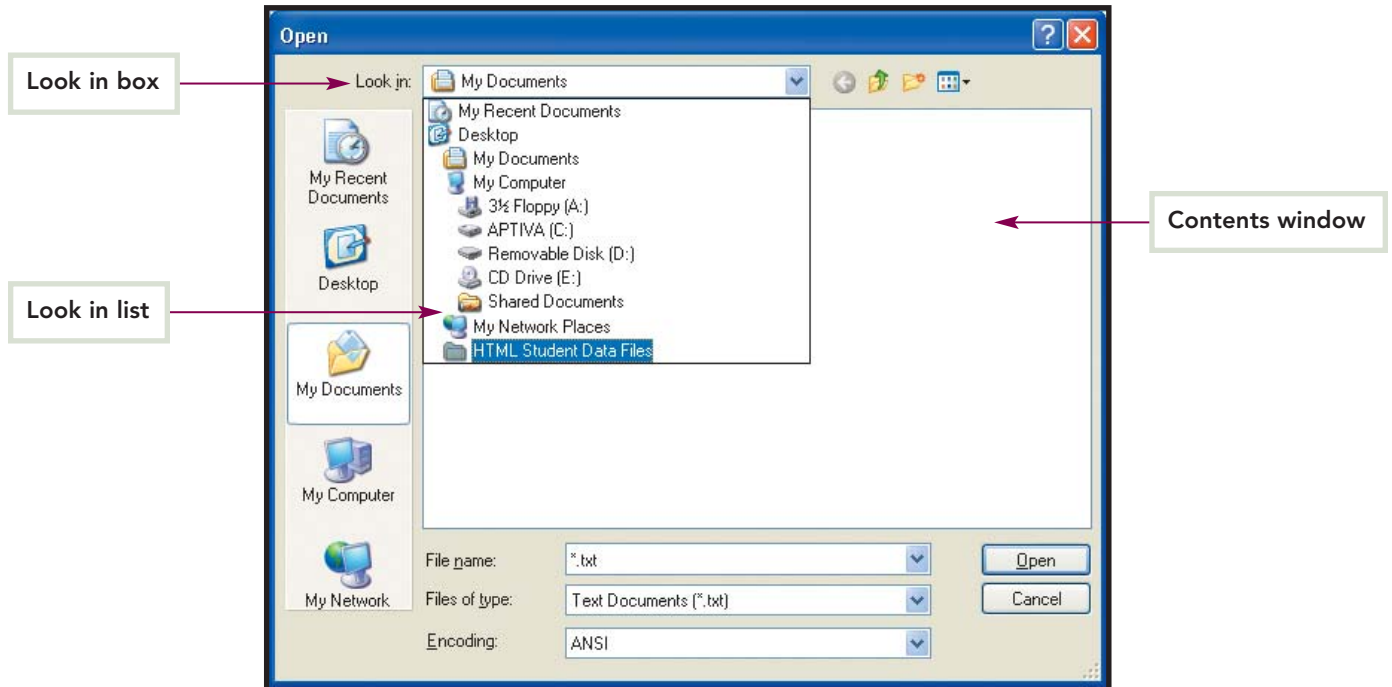 Open
Look in box
Look in:
My Documents
My Recent Documents
Desktop
My Documents
My Computer
3½ Floppy (A:)
APTIVA (C:)
Removable Disk (D:)
CD Drive (E:)
Shared Documents
My Network Places
HTML Student Data Files
Look in list
Contents window
My Recent
Documents
Desktop
My Documents
My Computer
My Network
File name:
*.txt
Open
Files of type:
Text Documents (*.txt)
Cancel
Encoding:
ANSI